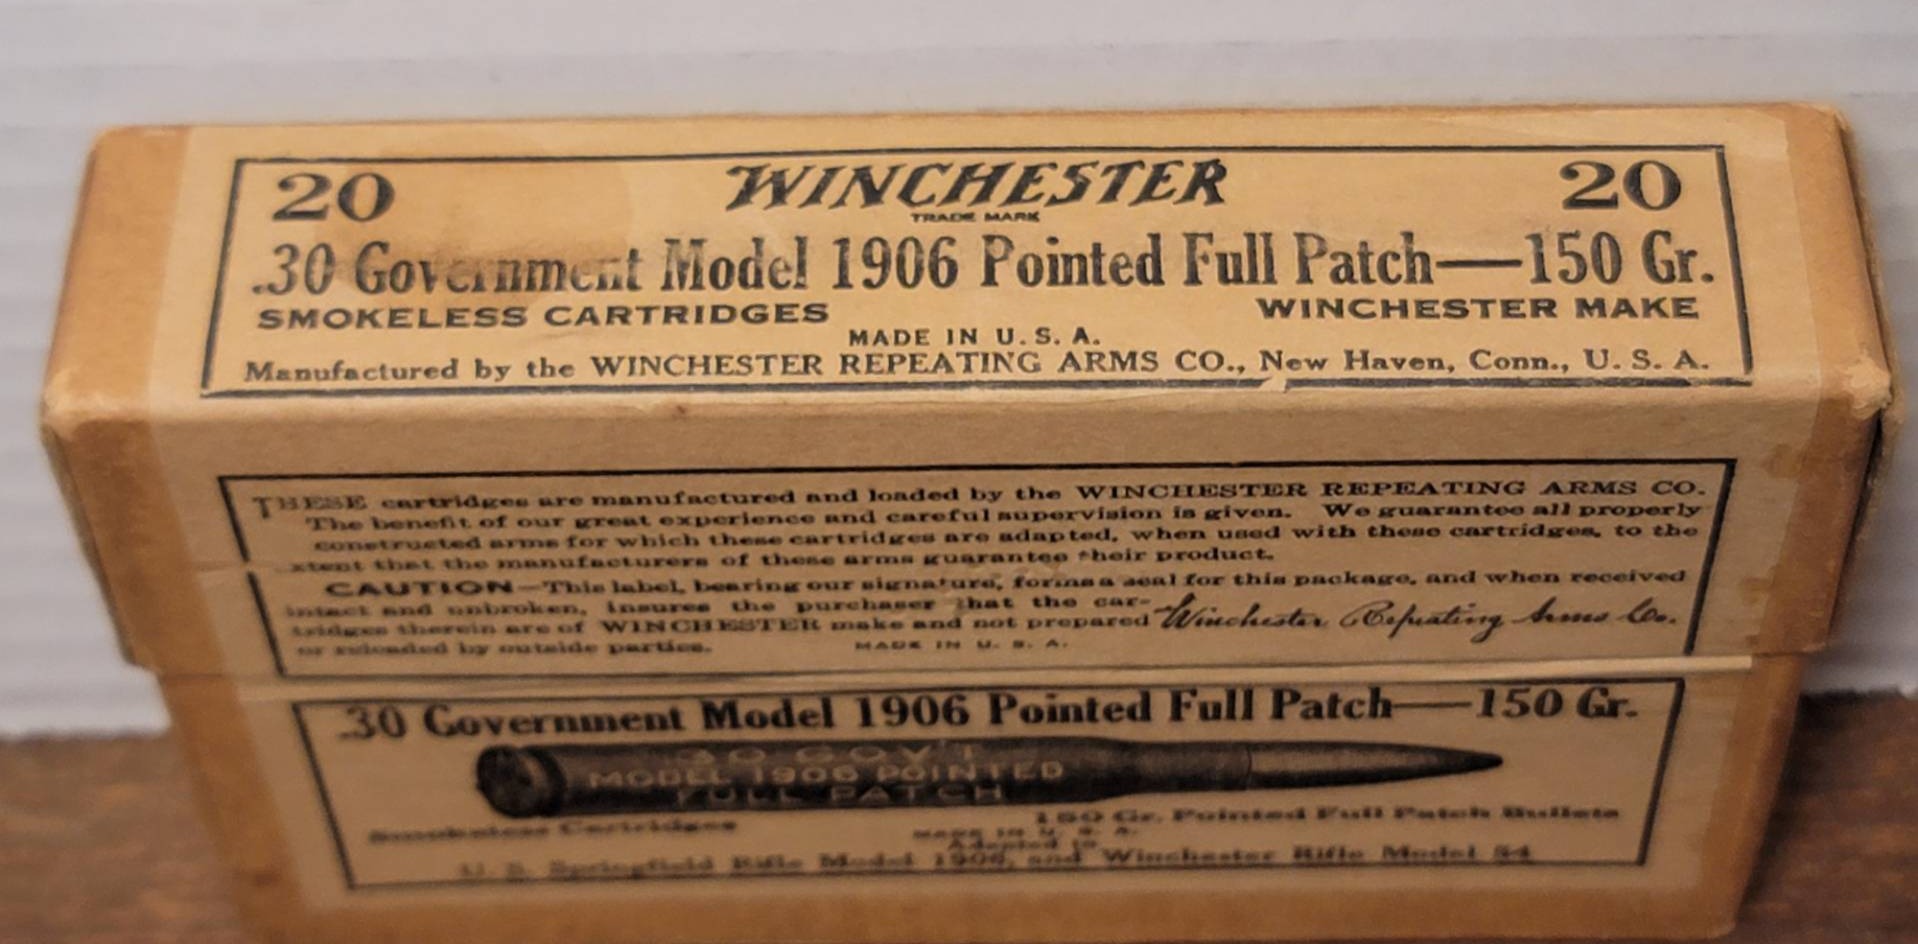 20 WINCHESTER 20
TRADE MARK
.30 Government Model 1906 Pointed Full Patch—150 Gr.
SMOKELESS CARTRIDGES WINCHESTER MAKE
MADE IN U.S.A.
Manufactured by the WINCHESTER REPEATING ARMS CO., New Haven, Conn., U. S. A.
THESE cartridges are manufactured and loaded by the WINCHESTER REPEATING ARMS CO.
The benefit of our great experience and careful supervision is given. We guarantee all properly
constructed arms for which these cartridges are adapted, when used with these cartridges, to the
extent that the manufacturers of these arms guarantee their product.
CAUTION—This label, bearing our signature, forms a seal for this package, and when received
intact and unbroken, insures the purchaser that the car-
tridges therein are of WINCHESTER make and not prepared Winchester Repeating Arms Co.
or reloaded by outside parties. MADE IN U. S. A.
.30 Government Model 1906 Pointed Full Patch—150 Gr.
30 GOV'T
MODEL 1906 POINTED
FULL PATCH
150 Gr. Pointed Full Patch Bullets
Smokeless Cartridges MADE IN U. S. A.
Adapted to
U. S. Springfield Rifle Model 1906, and Winchester Rifle Model 54